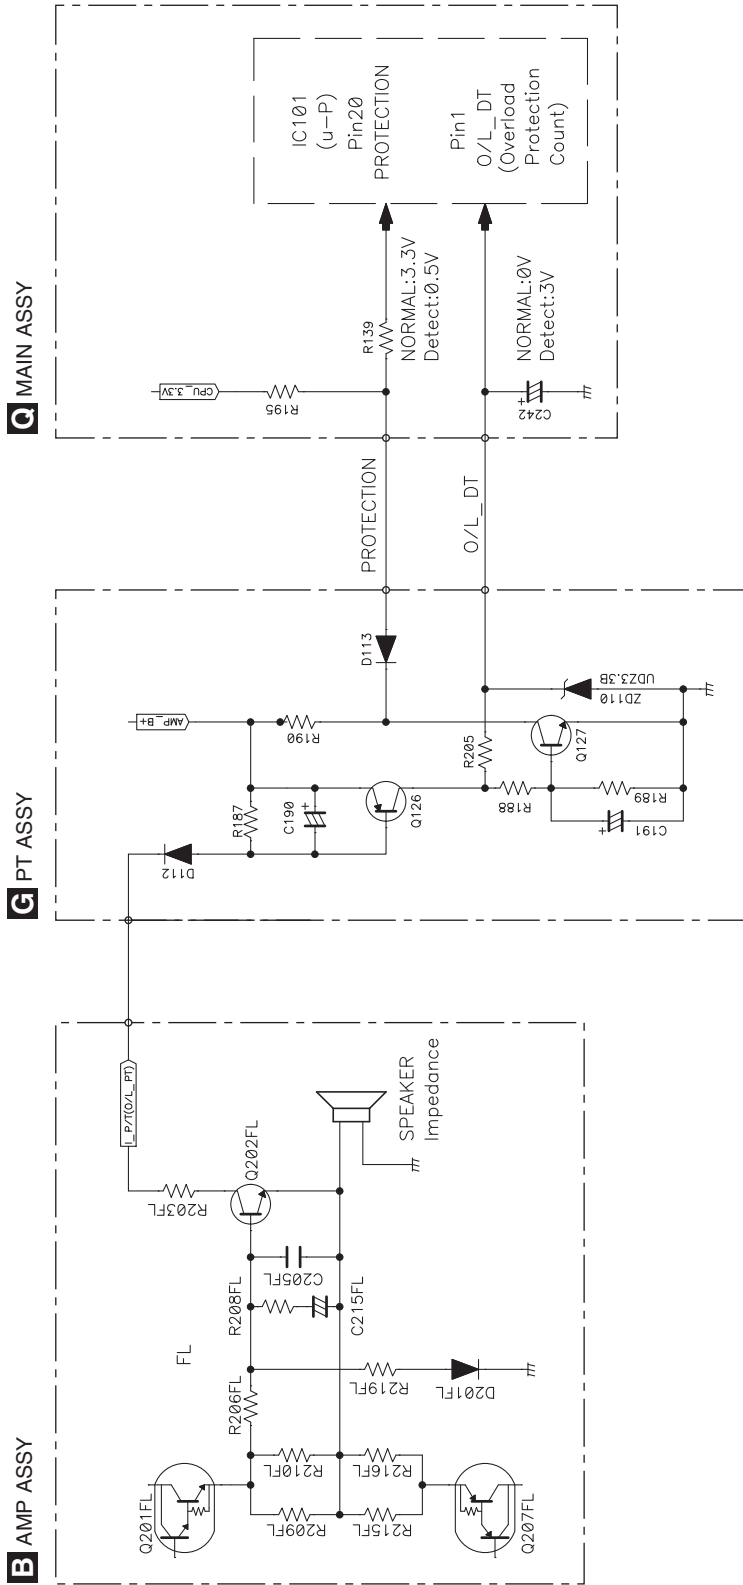 B AMP ASSY
Q201FL
Q207FL
R209FL
R210FL
R215FL
R216FL
R206FL
FL
R208FL
C205FL
C215FL
R219FL
D201FL
R203FL
Q202FL
I_P/T(O/L_PT)
SPEAKER
Impedance
G PT ASSY
D112
R187
C190
+
Q126
AMP_B+
R190
D113
R205
R188
R189
C191
+
Q127
ZD110
UDZ3.3B
PROTECTION
O/L_DT
Q MAIN ASSY
CPU_3.3V
R195
R139
NORMAL:3.3V
Detect:0.5V
C242
+
NORMAL:0V
Detect:3V
IC101
(u-P)
Pin20
PROTECTION
Pin1
O/L_DT
(Overload
Protection
Count)